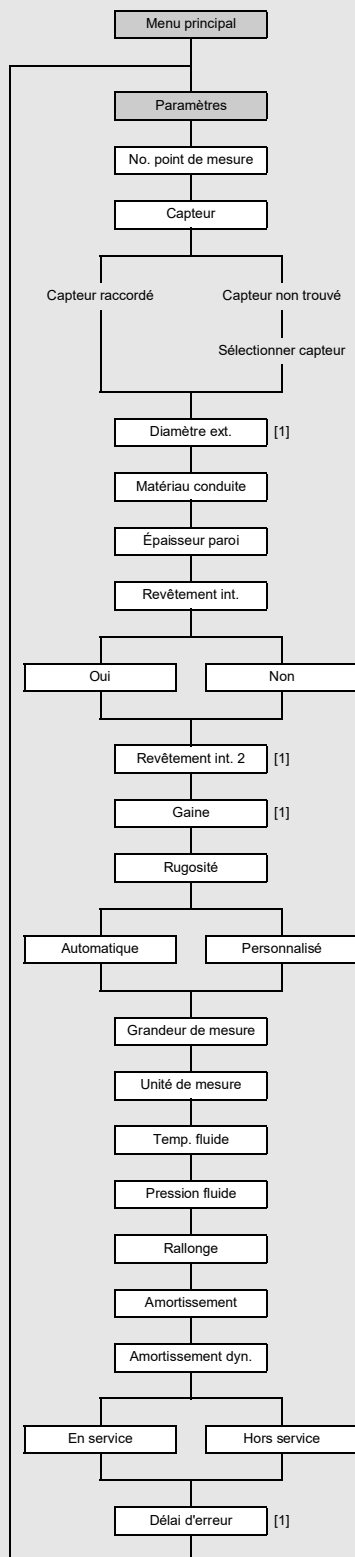 Menu principal
Paramètres
No. point de mesure
Capteur
Capteur raccordé
Capteur non trouvé
Sélectionner capteur
Diamètre ext. [1]
Matériau conduite
Épaisseur paroi
Revêtement int.
Oui
Non
Revêtement int. 2 [1]
Gaine [1]
Rugosité
Automatique
Personnalisé
Grandeur de mesure
Unité de mesure
Temp. fluide
Pression fluide
Rallonge
Amortissement
Amortissement dyn.
En service
Hors service
Délai d'erreur [1]